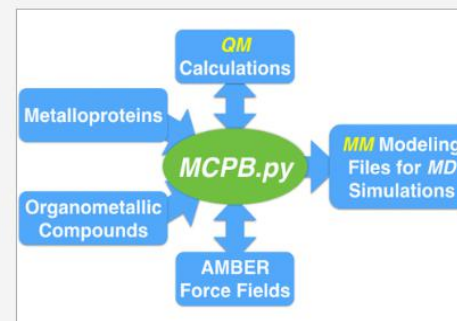 QM
Calculations
Metalloproteins
MCPB.py
MM Modeling
Files for MD
Simulations
Organometallic
Compounds
AMBER
Force Fields